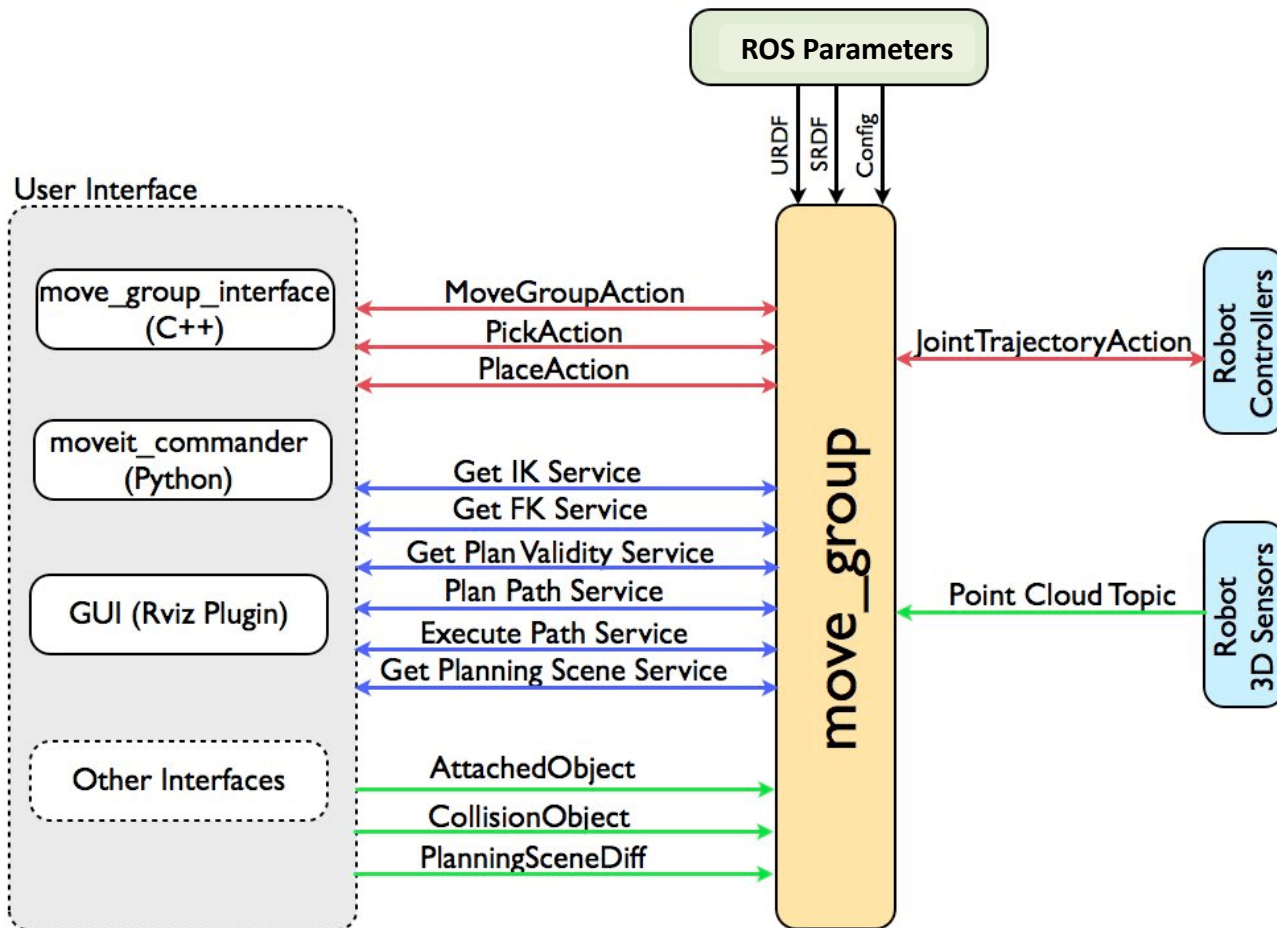 ROS Parameters
URDF
SRDF
Config
User Interface
move_group_interface
(C++)
moveit_commander
(Python)
GUI (Rviz Plugin)
Other Interfaces
MoveGroupAction
PickAction
PlaceAction
Get IK Service
Get FK Service
Get Plan Validity Service
Plan Path Service
Execute Path Service
Get Planning Scene Service
AttachedObject
CollisionObject
PlanningSceneDiff
move_group
JointTrajectoryAction
Robot
Controllers
Point Cloud Topic
Robot
3D Sensors